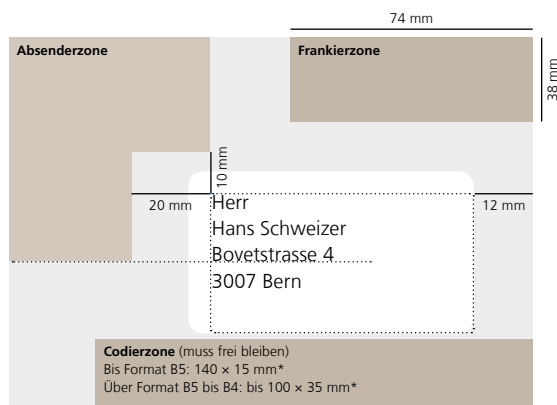 74 mm
Absenderzone
Frankierzone
38 mm
10 mm
20 mm
12 mm
Herr
Hans Schweizer
Bovetstrasse 4
3007 Bern
Codierzone (muss frei bleiben)
Bis Format B5: 140 × 15 mm*
Über Format B5 bis B4: bis 100 × 35 mm*